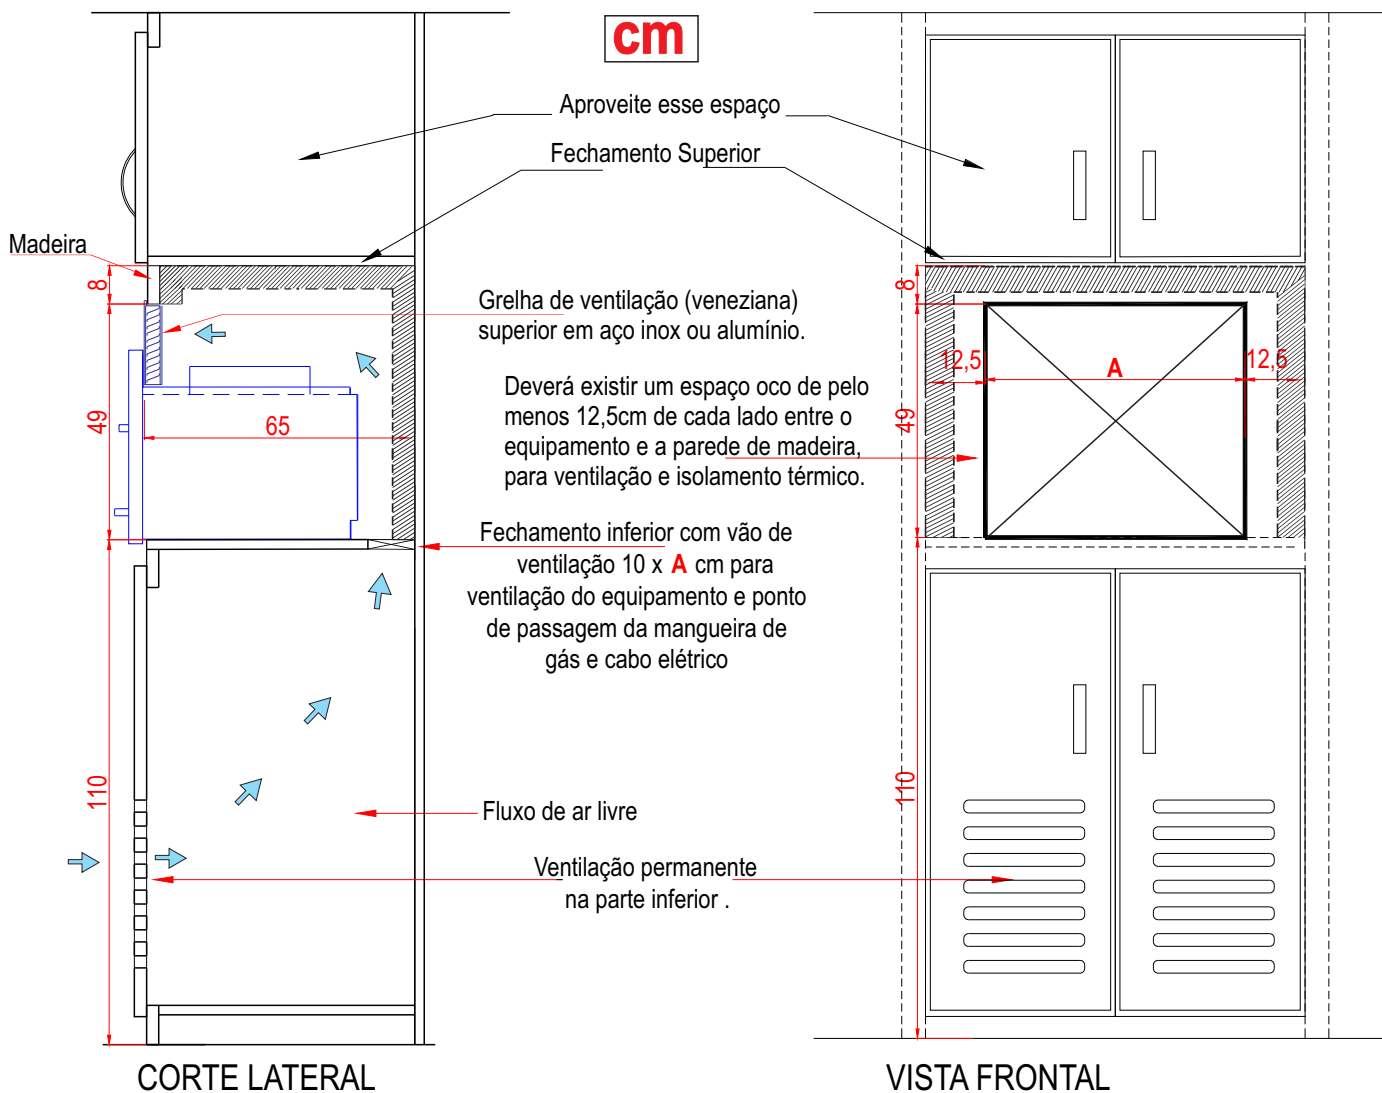 cm
Aproveite esse espaço
Fechamento Superior
Madeira
8
8
Grelha de ventilação (veneziana)
superior em aço inox ou alumínio.
12,5
A
12,5
Deverá existir um espaço oco de pelo
menos 12,5cm de cada lado entre o
equipamento e a parede de madeira,
para ventilação e isolamento térmico.
49
65
49
Fechamento inferior com vão de
ventilação 10 x A cm para
ventilação do equipamento e ponto
de passagem da mangueira de
gás e cabo elétrico
110
110
Fluxo de ar livre
Ventilação permanente
na parte inferior .
CORTE LATERAL
VISTA FRONTAL